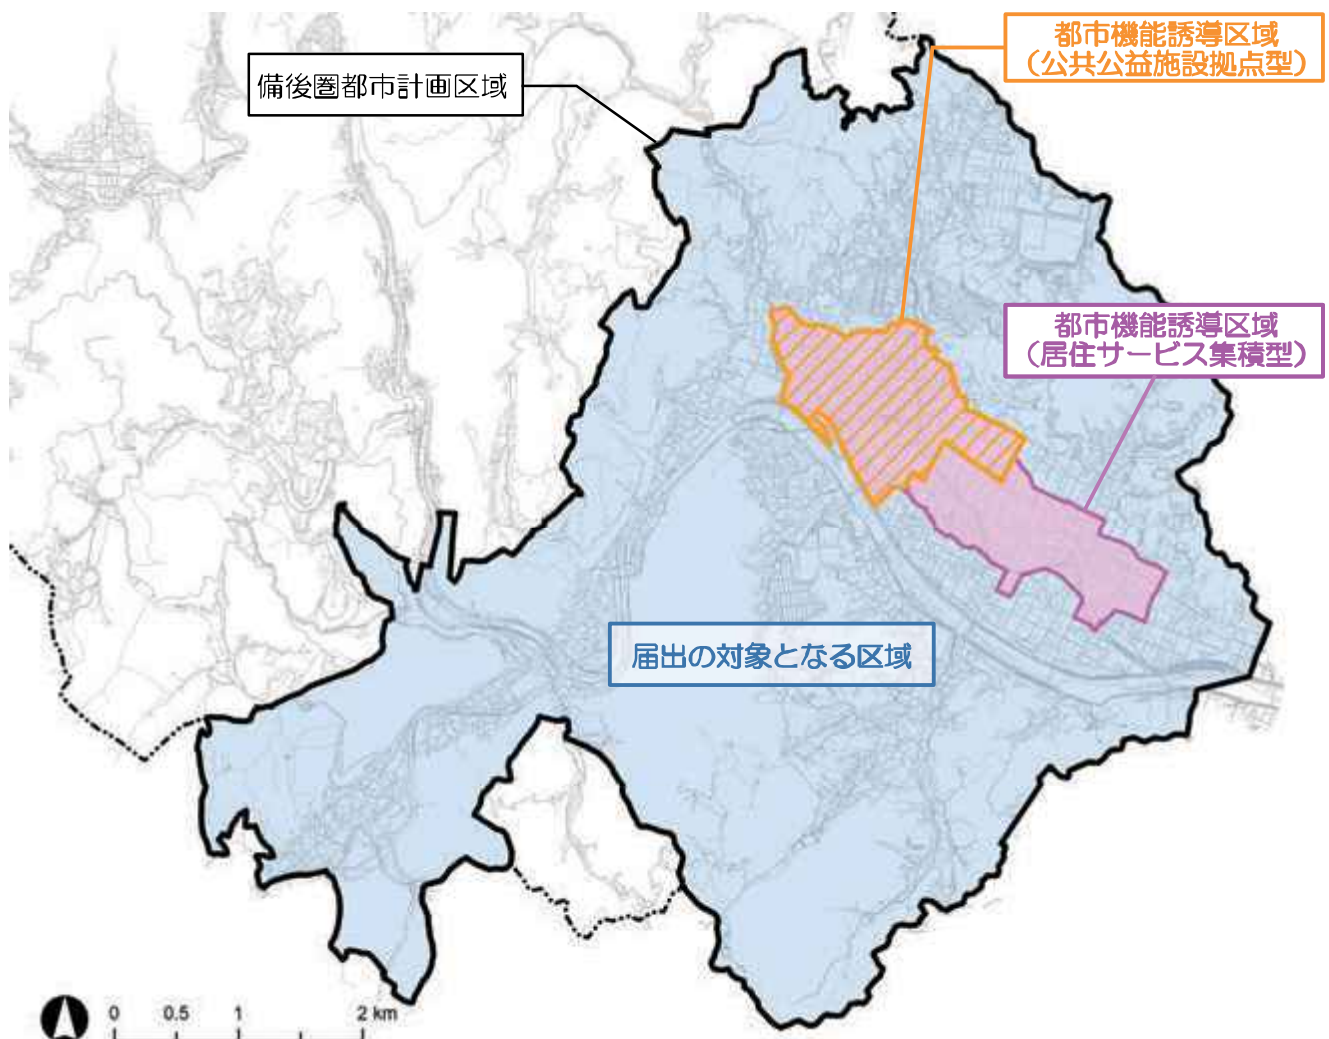 都市機能誘導区域
（公共公益施設拠点型）
備後圏都市計画区域
都市機能誘導区域
（居住サービス集積型）
届出の対象となる区域
0 0.5 1 2 km